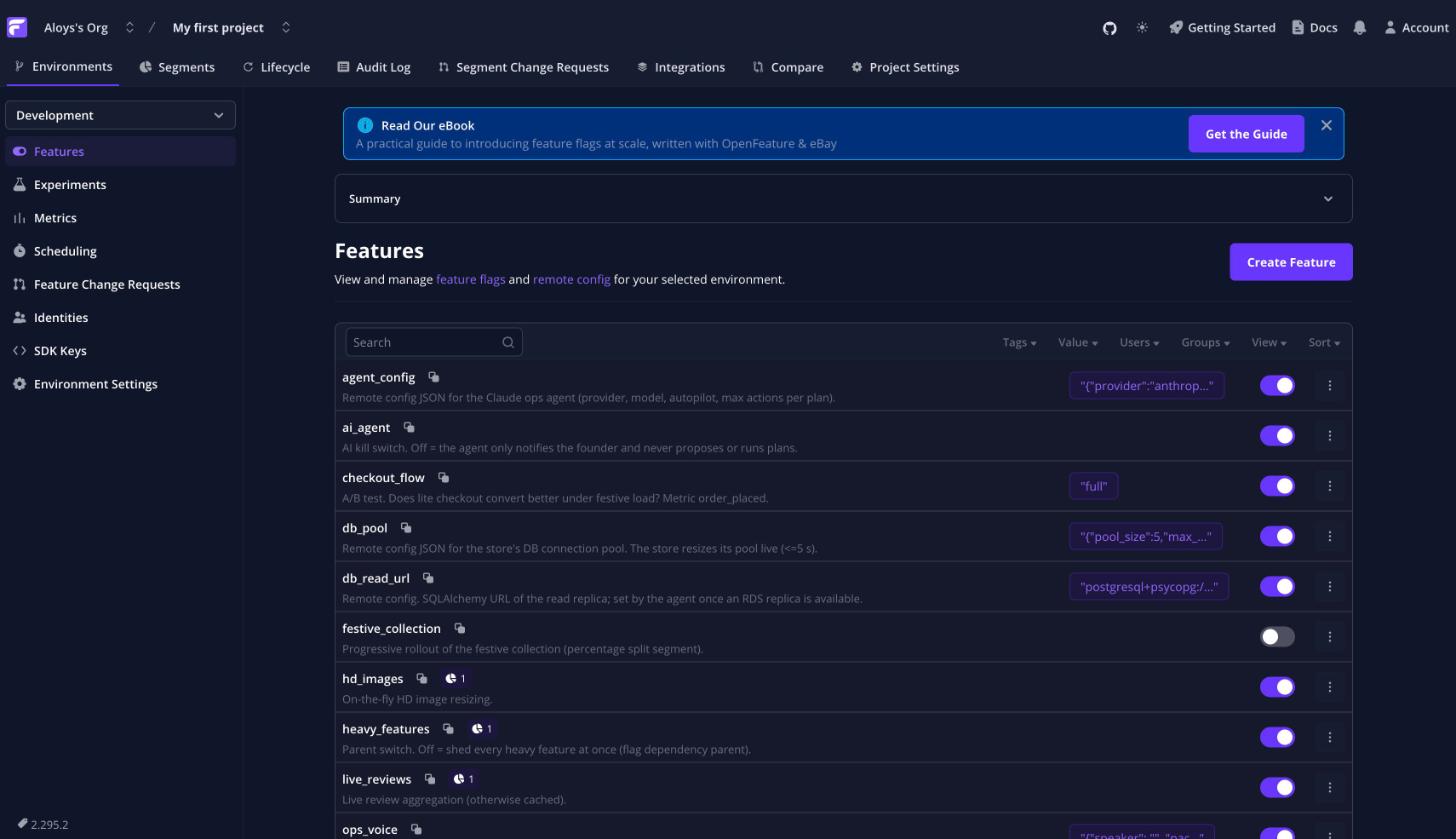 Aloys's Org / My first project Getting Started Docs Account
Environments Segments Lifecycle Audit Log Segment Change Requests Integrations Compare Project Settings
Development
Features
Experiments
Metrics
Scheduling
Feature Change Requests
Identities
SDK Keys
Environment Settings
2.295.2
Read Our eBook
A practical guide to introducing feature flags at scale, written with OpenFeature & eBay
Get the Guide
Summary
Features
View and manage feature flags and remote config for your selected environment.
Create Feature
Search Tags Value Users Groups View Sort
agent_config
Remote config JSON for the Claude ops agent (provider, model, autopilot, max actions per plan).
"{"provider":"anthrop..."
ai_agent
AI kill switch. Off = the agent only notifies the founder and never proposes or runs plans.
checkout_flow
A/B test. Does lite checkout convert better under festive load? Metric order_placed.
"full"
db_pool
Remote config JSON for the store's DB connection pool. The store resizes its pool live (<=5 s).
"{"pool_size":5,"max_..."
db_read_url
Remote config. SQLAlchemy URL of the read replica; set by the agent once an RDS replica is available.
"postgresql+psycopg:/..."
festive_collection
Progressive rollout of the festive collection (percentage split segment).
hd_images 1
On-the-fly HD image resizing.
heavy_features 1
Parent switch. Off = shed every heavy feature at once (flag dependency parent).
live_reviews 1
Live review aggregation (otherwise cached).
ops_voice